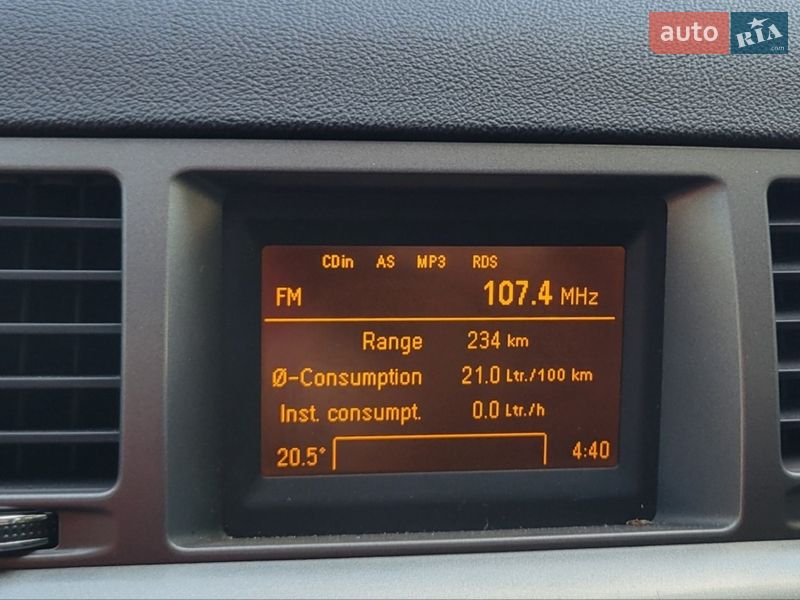 auto RIA .com
CDin AS MP3 RDS
FM 107.4 MHz
Range 234 km
Ø-Consumption 21.0 Ltr./100 km
Inst. consumpt. 0.0 Ltr./h
20.5° 4:40